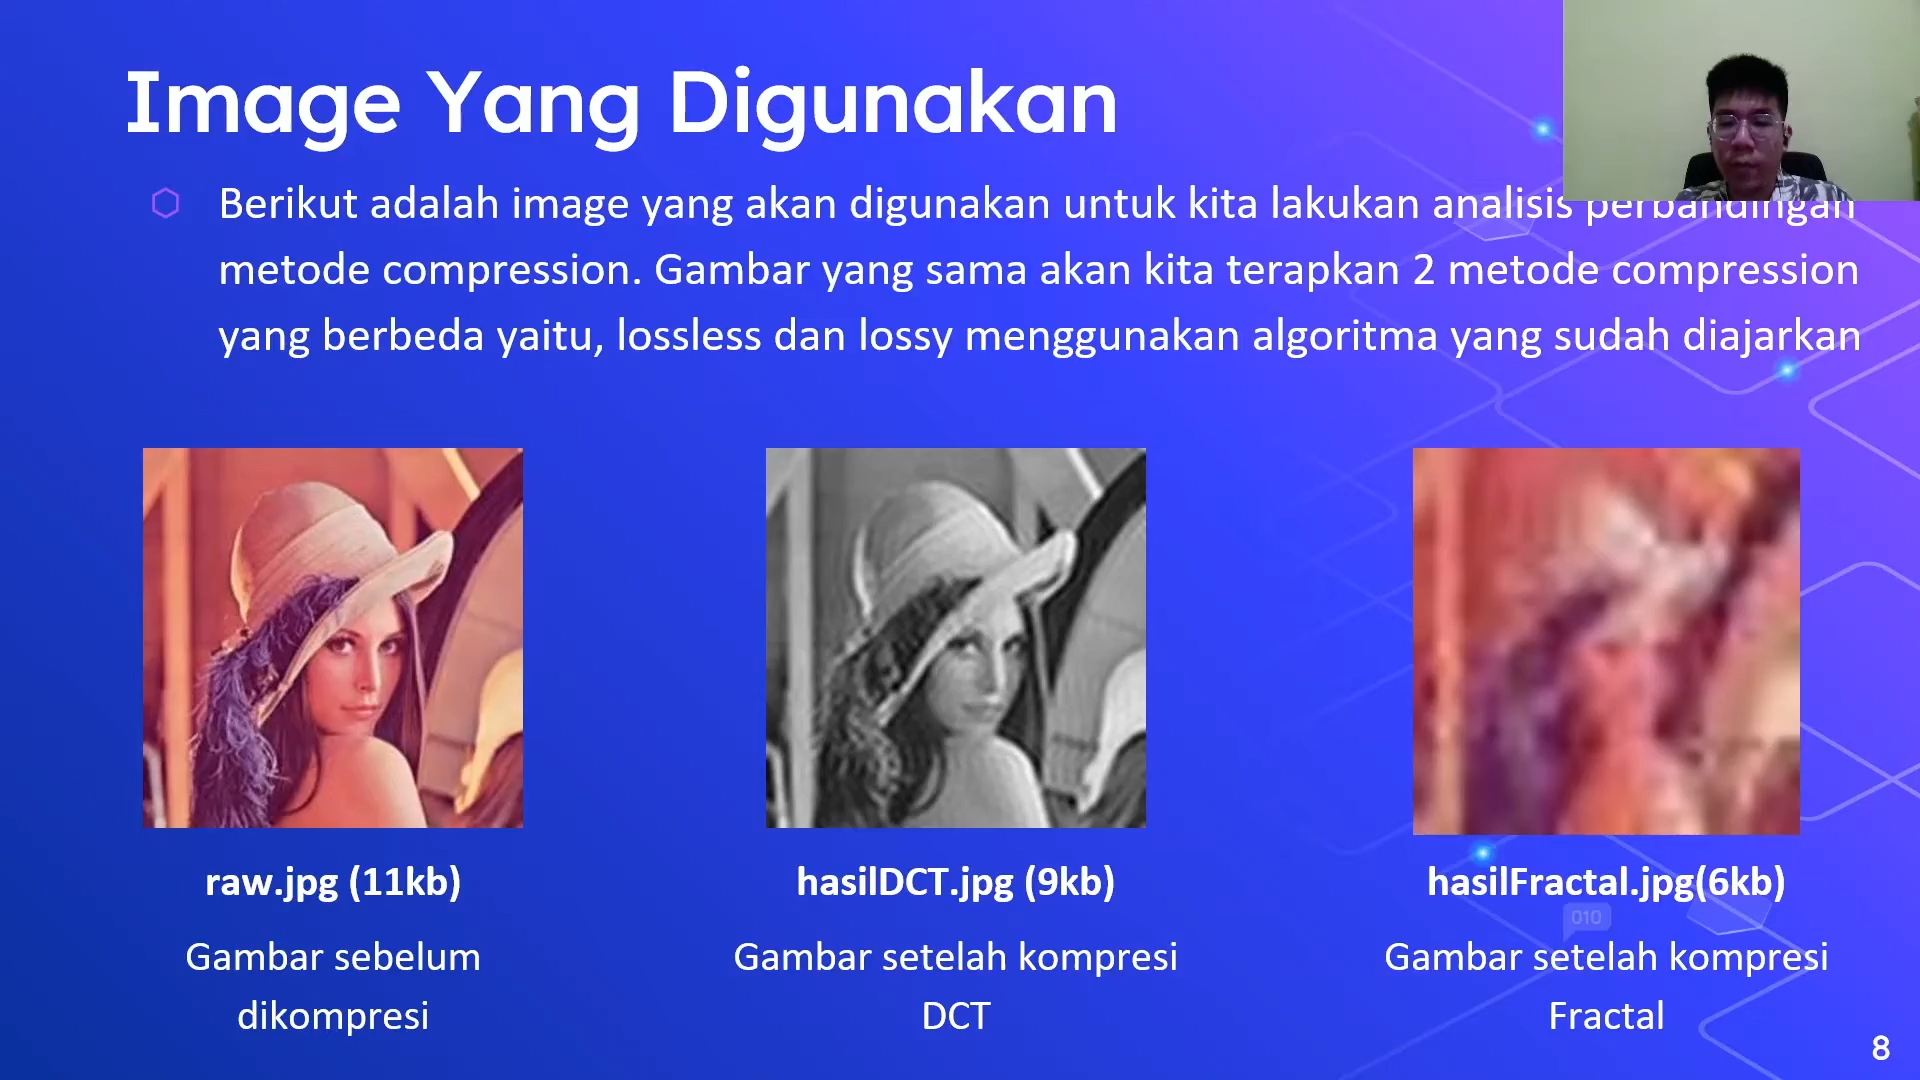 Image Yang Digunakan
Berikut adalah image yang akan digunakan untuk kita lakukan analisis perbandingan
metode compression. Gambar yang sama akan kita terapkan 2 metode compression
yang berbeda yaitu, lossless dan lossy menggunakan algoritma yang sudah diajarkan
raw.jpg (11kb)
Gambar sebelum
dikompresi
hasilDCT.jpg (9kb)
Gambar setelah kompresi
DCT
hasilFractal.jpg(6kb)
010
Gambar setelah kompresi
Fractal
8